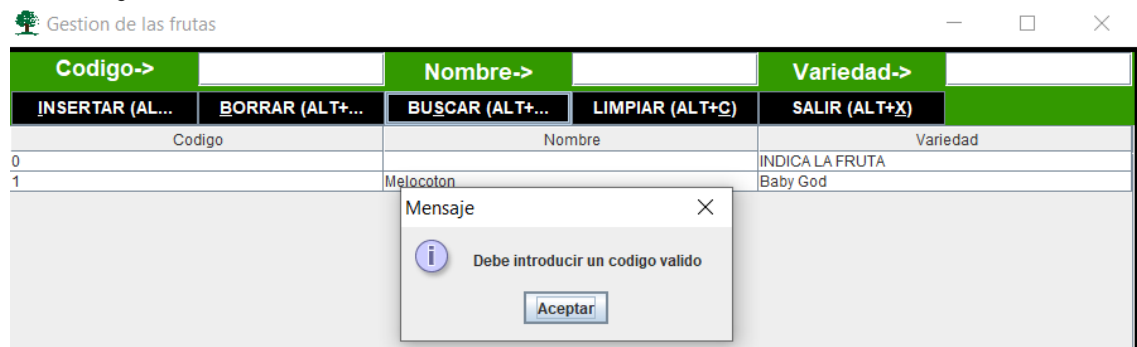 Gestion de las frutas
Codigo-> Nombre-> Variedad->
INSERTAR (AL... BORRAR (ALT+... BUSCAR (ALT+... LIMPIAR (ALT+C) SALIR (ALT+X)
Codigo Nombre Variedad
0 INDICA LA FRUTA
1 Melocoton Baby God
Mensaje
i Debe introducir un codigo valido
Aceptar